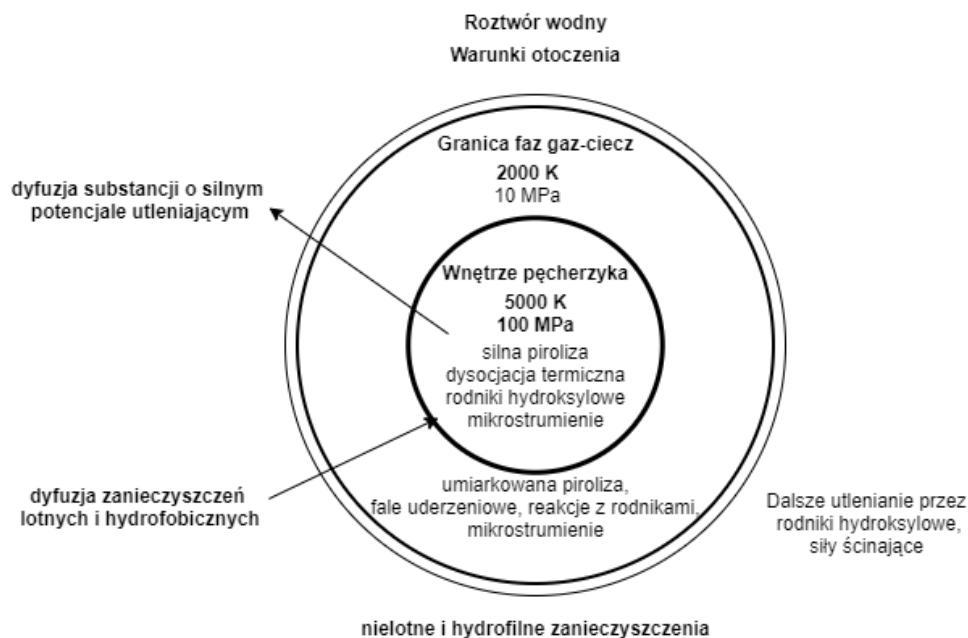 Roztwór wodny
Warunki otoczenia
Granica faz gaz-ciecz
2000 K
10 MPa
dyfuzja substancji o silnym
potencjale utleniającym
Wnętrze pęcherzyka
5000 K
100 MPa
silna piroliza
dysocjacja termiczna
rodniki hydroksylowe
mikrostrumienie
dyfuzja zanieczyszczeń
lotnych i hydrofobicznych
umiarkowana piroliza,
fale uderzeniowe, reakcje z rodnikami,
mikrostrumienie
Dalsze utlenianie przez
rodniki hydroksylowe,
siły ścinające
nielotne i hydrofilne zanieczyszczenia